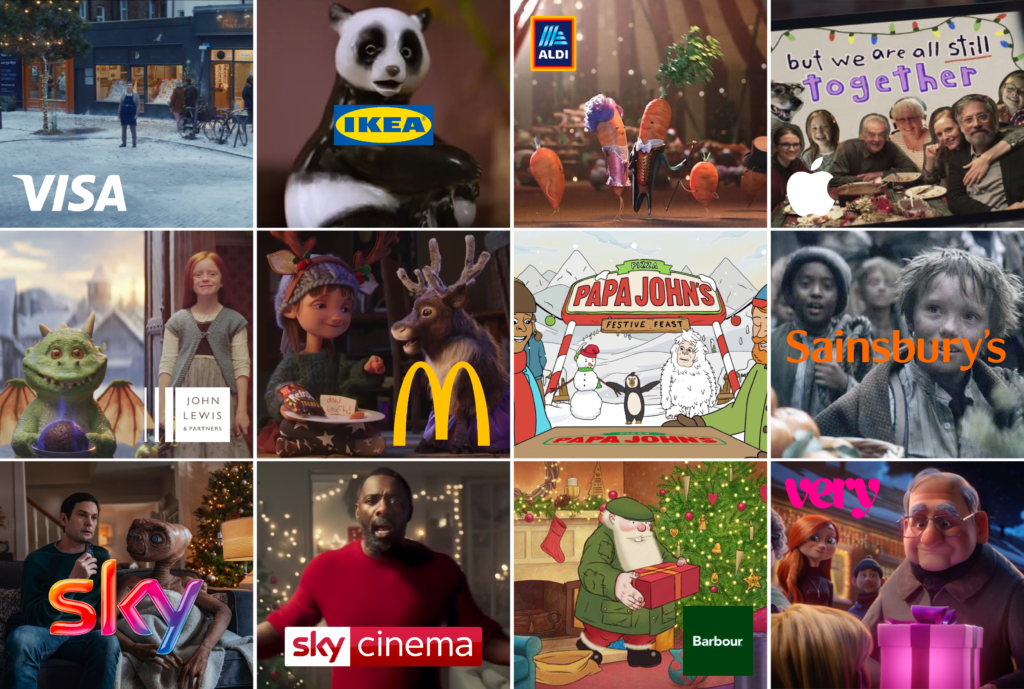 VISA
IKEA
ALDI
but we are all still
together
JOHN
LEWIS
& PARTNERS
PIZZA
PAPA JOHN'S
FESTIVE FEAST
PAPA JOHN'S
Sainsbury's
sky
sky cinema
Barbour
very